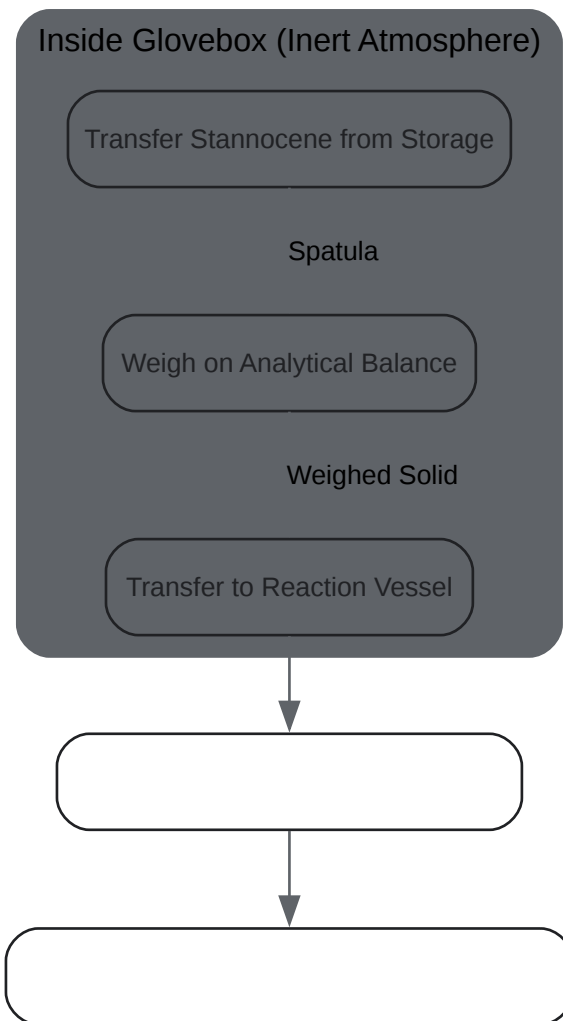 Inside Glovebox (Inert Atmosphere)
Transfer Stannocene from Storage
Spatula
Weigh on Analytical Balance
Weighed Solid
Transfer to Reaction Vessel